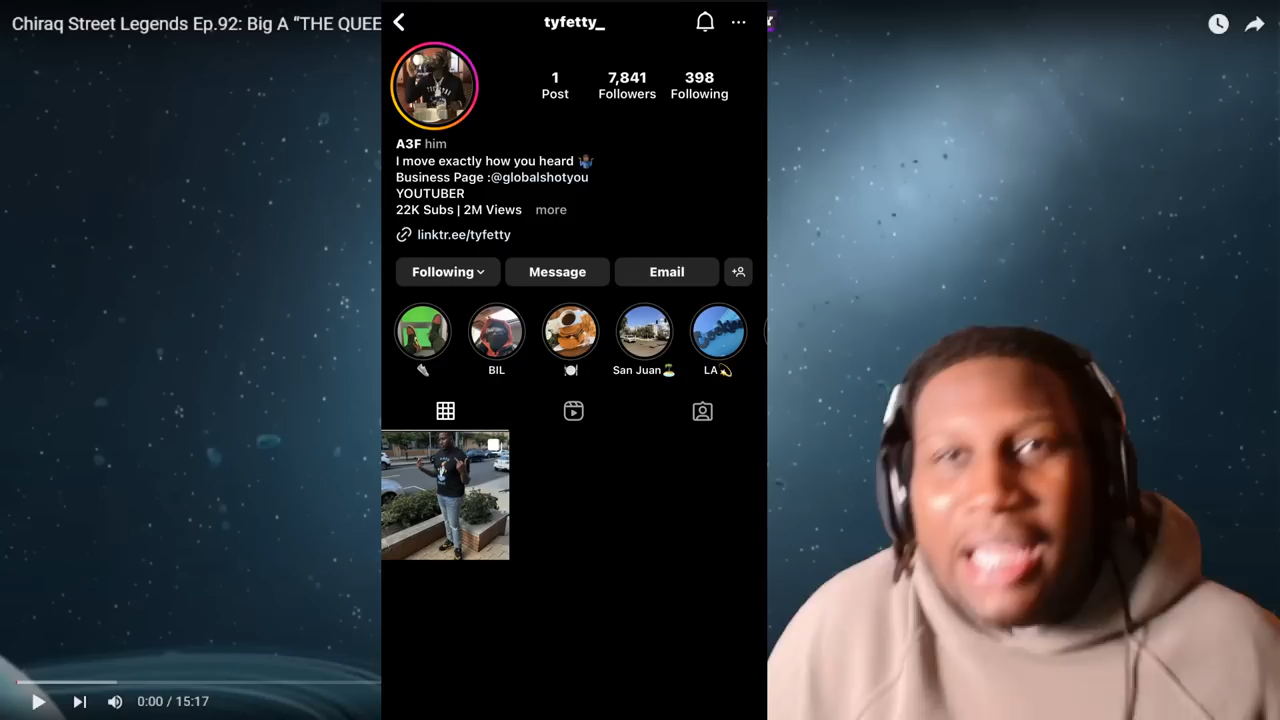 Chiraq Street Legends Ep.92: Big A “THE QUEE
tyfetty_
1
Post
7,841
Followers
398
Following
A3F him
I move exactly how you heard 🤷🏿‍♂️
Business Page :@globalshotyou
YOUTUBER
22K Subs | 2M Views more
linktr.ee/tyfetty
Following
Message
Email
BIL
San Juan🏝️
LA💫
0:00 / 15:17